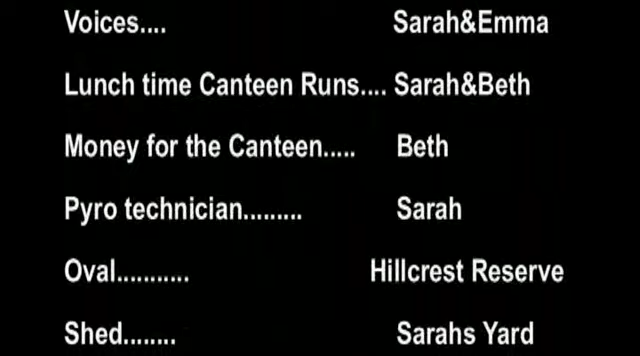 Voices.... Sarah&Emma
Lunch time Canteen Runs.... Sarah&Beth
Money for the Canteen..... Beth
Pyro technician......... Sarah
Oval........... Hillcrest Reserve
Shed........ Sarahs Yard